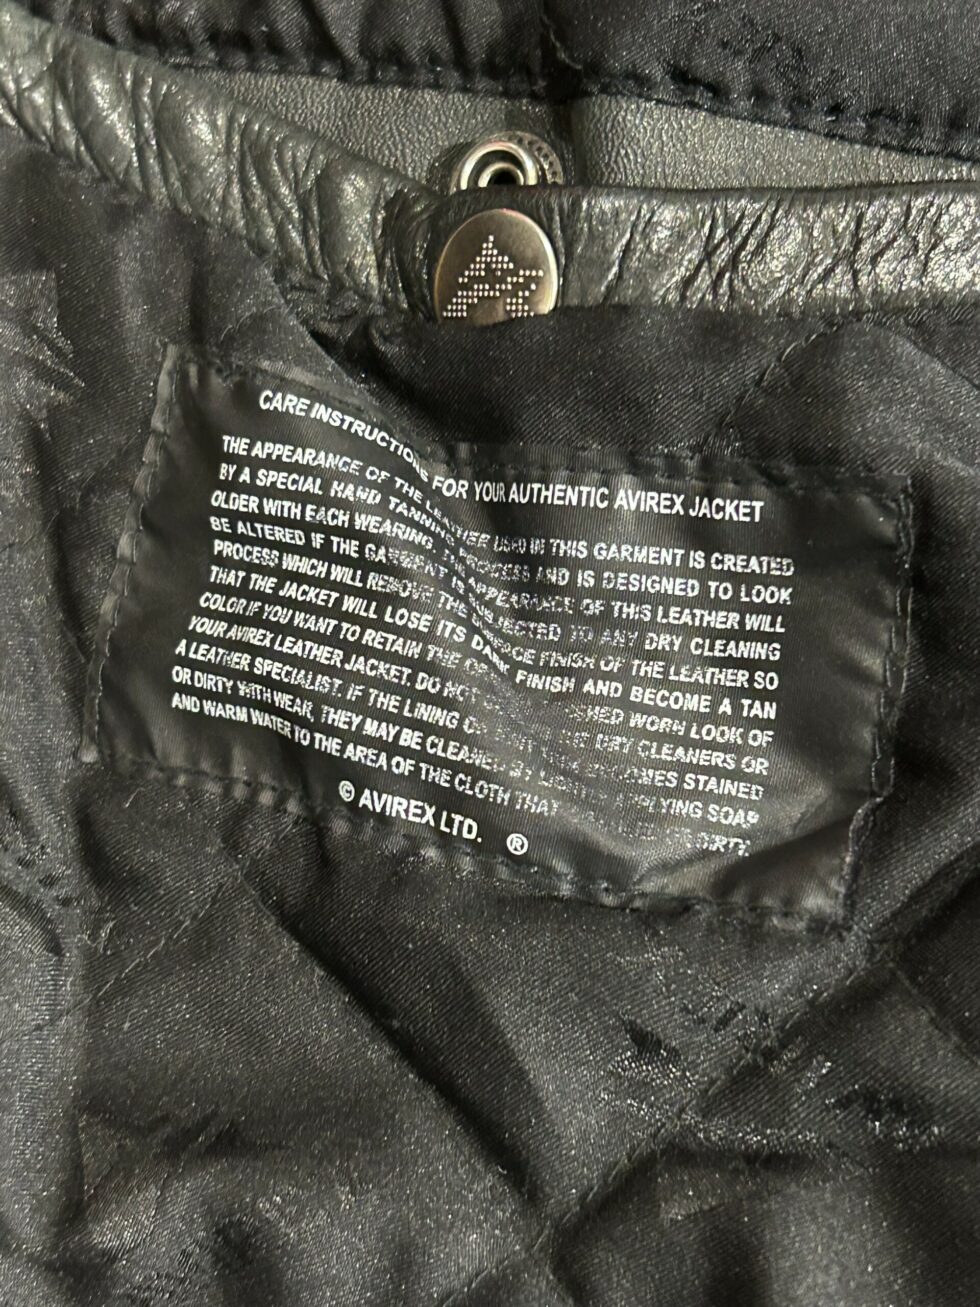 CARE INSTRUCTIONS FOR YOUR AUTHENTIC AVIREX JACKET
THE APPEARANCE OF THE LEATHER USED IN THIS GARMENT IS CREATED
BY A SPECIAL HAND TANNING PROCESS AND IS DESIGNED TO LOOK
OLDER WITH EACH WEARING. APPEARANCE OF THIS LEATHER WILL
BE ALTERED IF THE GARMENT IS SUBJECTED TO ANY DRY CLEANING
PROCESS WHICH WILL REMOVE THE FINISH OF THE LEATHER SO
THAT THE JACKET WILL LOSE ITS DARK FINISH AND BECOME A TAN
COLOR IF YOU WANT TO RETAIN THE WORN LOOK OF
YOUR AVIREX LEATHER JACKET. DO NOT DRY CLEANERS OR
A LEATHER SPECIALIST. IF THE LINING STAINED
OR DIRTY WITH WEAR, THEY MAY BE CLEANED BY APPLYING SOAP
AND WARM WATER TO THE AREA OF THE CLOTH THAT DIRTY.
© AVIREX LTD. ®